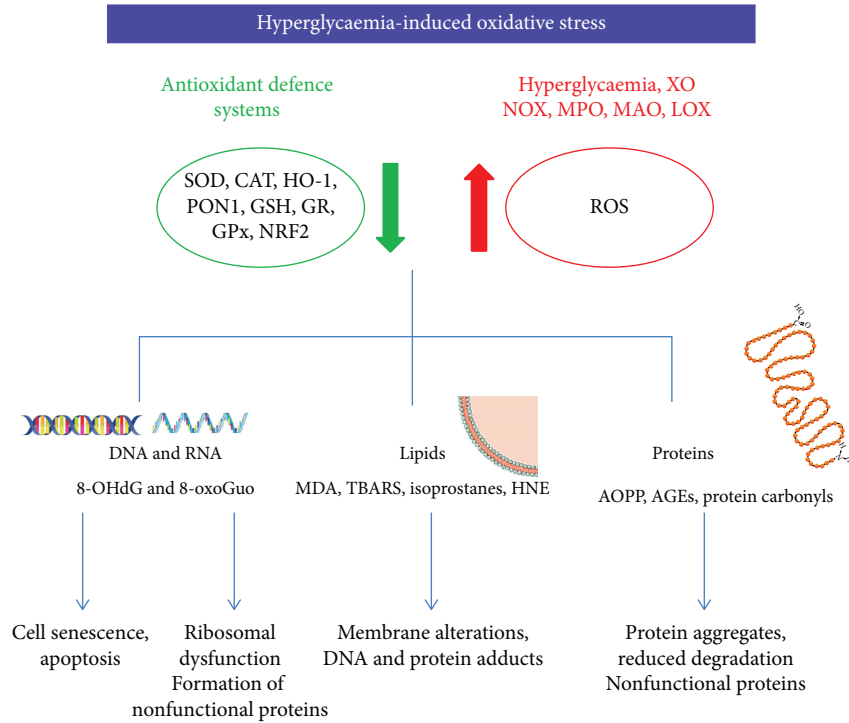 Hyperglycaemia-induced oxidative stress
Antioxidant defence
systems
Hyperglycaemia, XO
NOX, MPO, MAO, LOX
SOD, CAT, HO-1,
PON1, GSH, GR,
GPx, NRF2
ROS
HO
C
O
DNA and RNA
8-OHdG and 8-oxoGuo
Lipids
MDA, TBARS, isoprostanes, HNE
Proteins
AOPP, AGEs, protein carbonyls
Cell senescence,
apoptosis
Ribosomal
dysfunction
Formation of
nonfunctional proteins
Membrane alterations,
DNA and protein adducts
Protein aggregates,
reduced degradation
Nonfunctional proteins